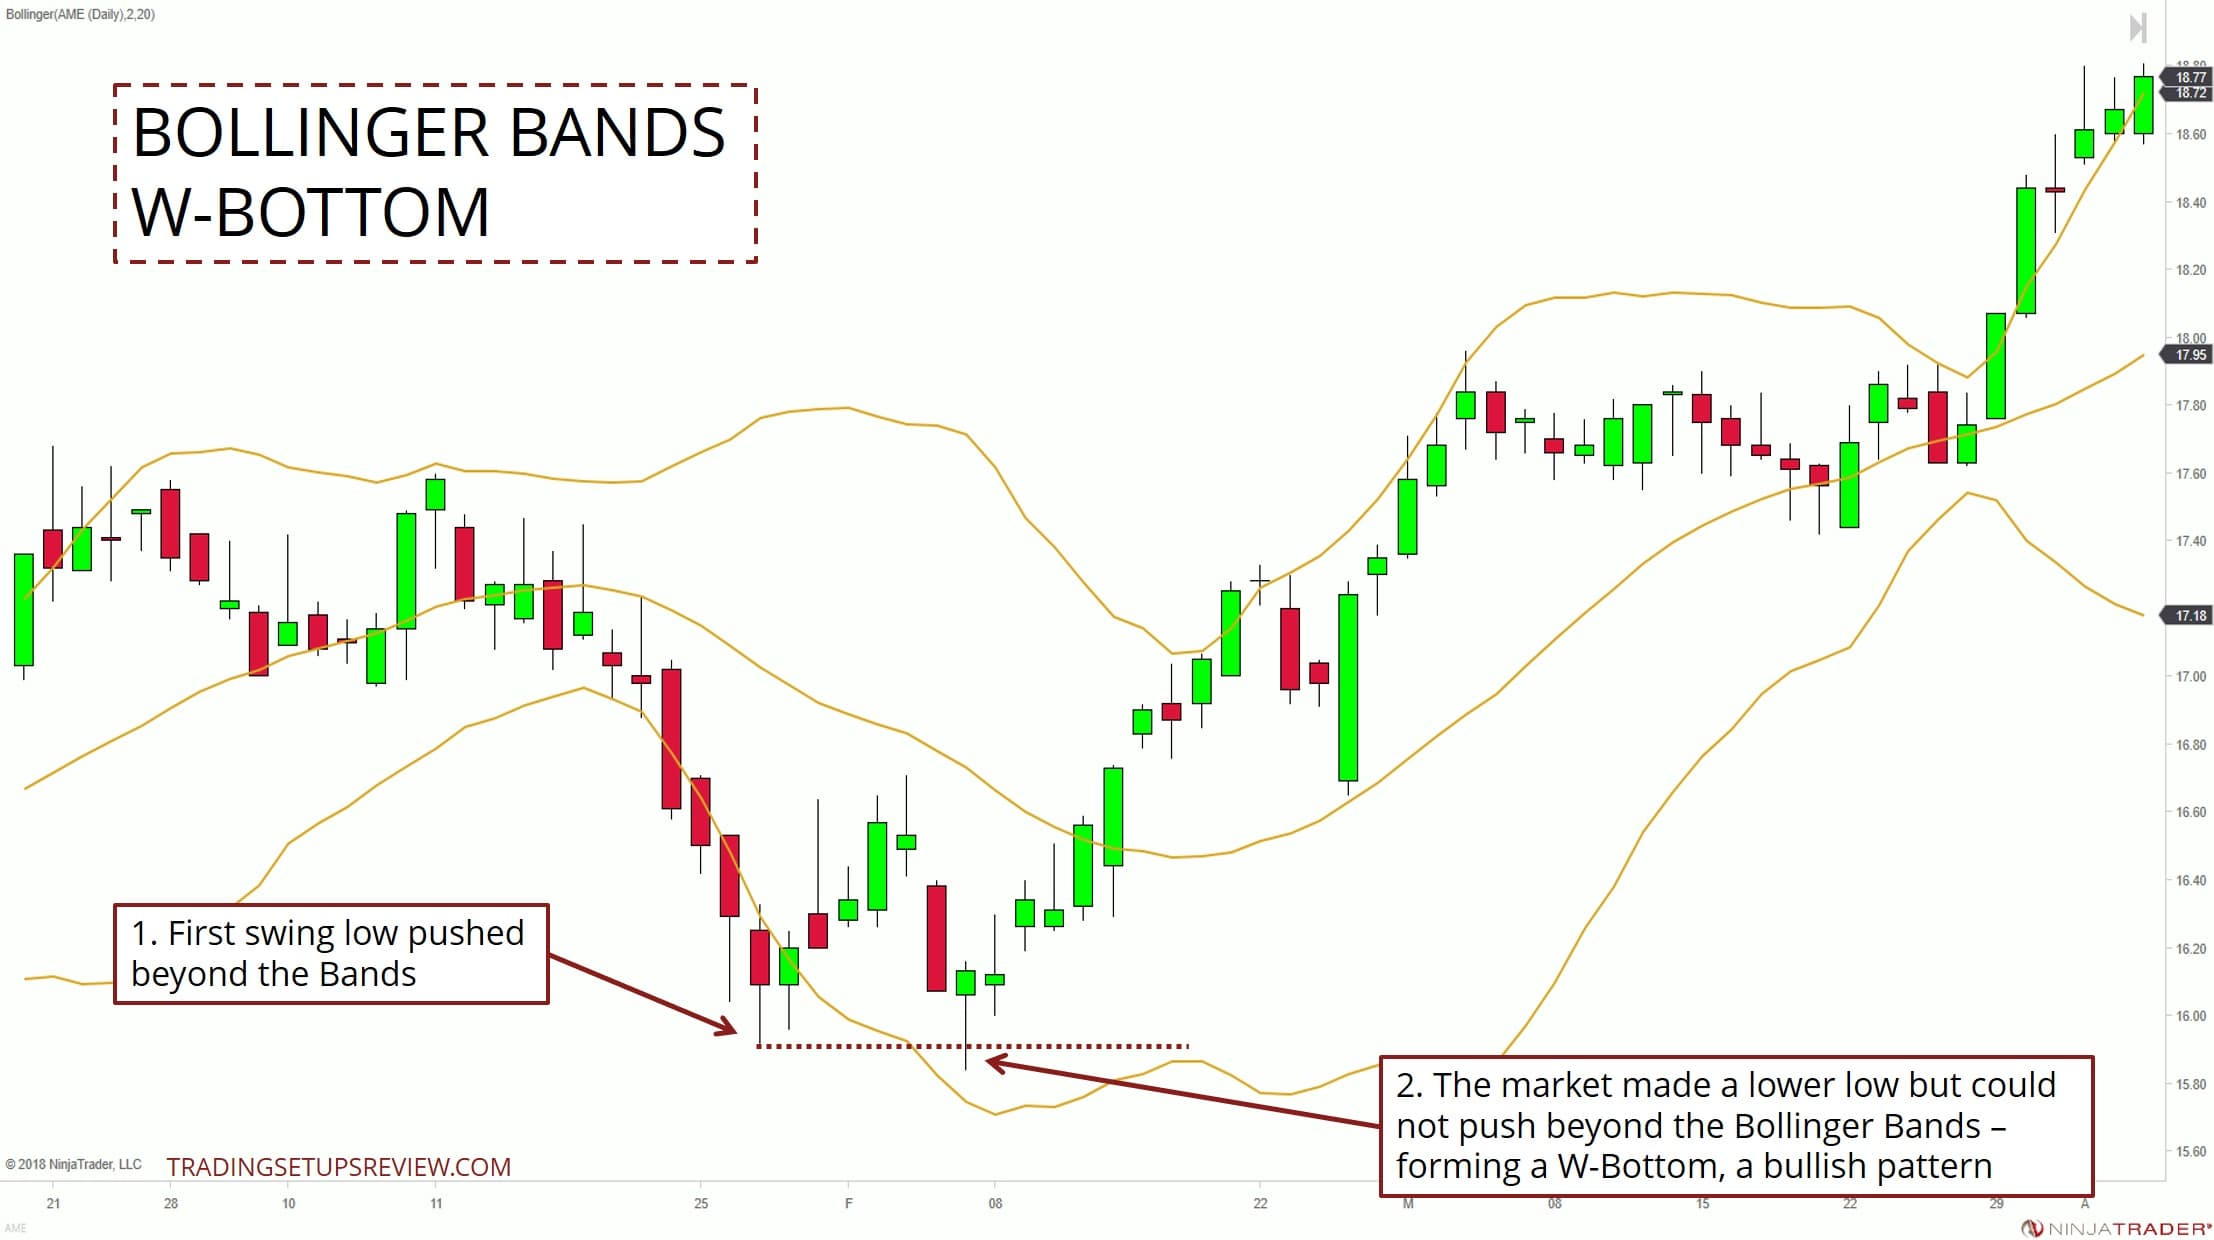 Bollinger(AME (Daily),2,20)
BOLLINGER BANDS
W-BOTTOM
18.80
18.77
18.72
18.60
18.40
18.20
18.00
17.95
17.80
17.60
17.40
17.18
17.00
16.80
16.60
16.40
16.20
16.00
15.80
15.60
1. First swing low pushed
beyond the Bands
2. The market made a lower low but could
not push beyond the Bollinger Bands –
forming a W-Bottom, a bullish pattern
© 2018 NinjaTrader, LLC TRADINGSETUPSREVIEW.COM
21 28 10 11 25 F 08 22 M 08 15 22 29 A
AME
NINJATRADER